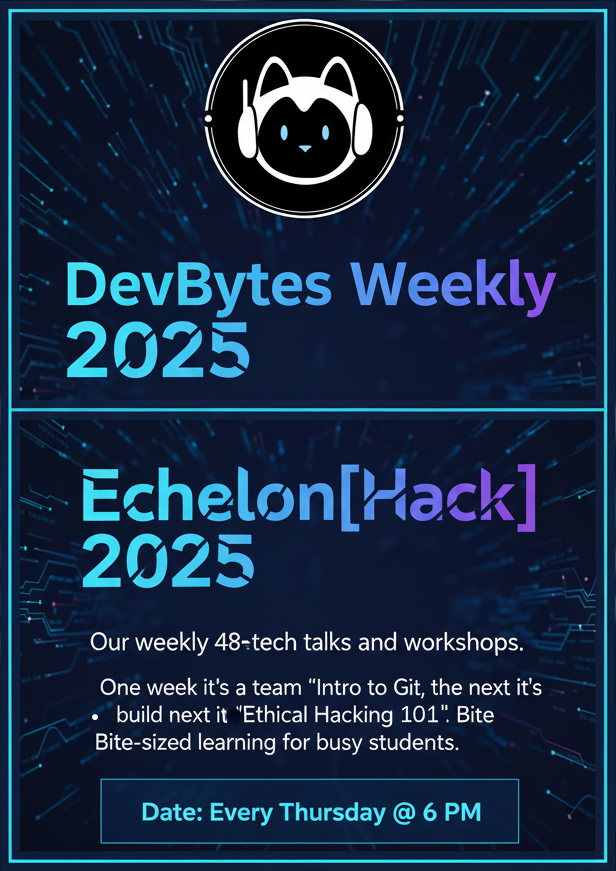 DevBytes Weekly
2025
Echelon[Hack]
2025
Our weekly 48-tech talks and workshops.
One week it's a team “Intro to Git, the next it's
• build next it "Ethical Hacking 101". Bite
Bite-sized learning for busy students.
Date: Every Thursday @ 6 PM